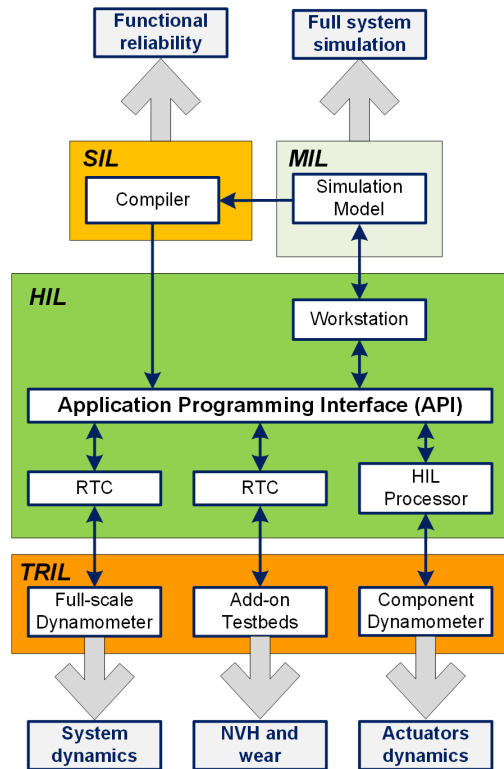 Functional
reliability
Full system
simulation
SIL
Compiler
MIL
Simulation
Model
HIL
Workstation
Application Programming Interface (API)
RTC
RTC
HIL
Processor
TRIL
Full-scale
Dynamometer
Add-on
Testbeds
Component
Dynamometer
System
dynamics
NVH and
wear
Actuators
dynamics